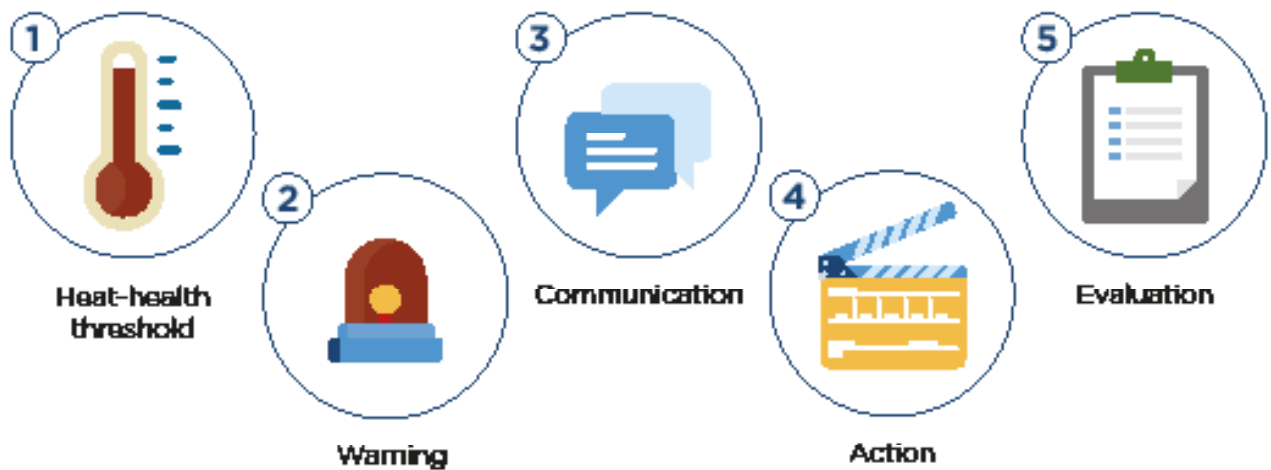 1
Heat-health
threshold
2
Warning
3
Communication
4
Action
5
Evaluation